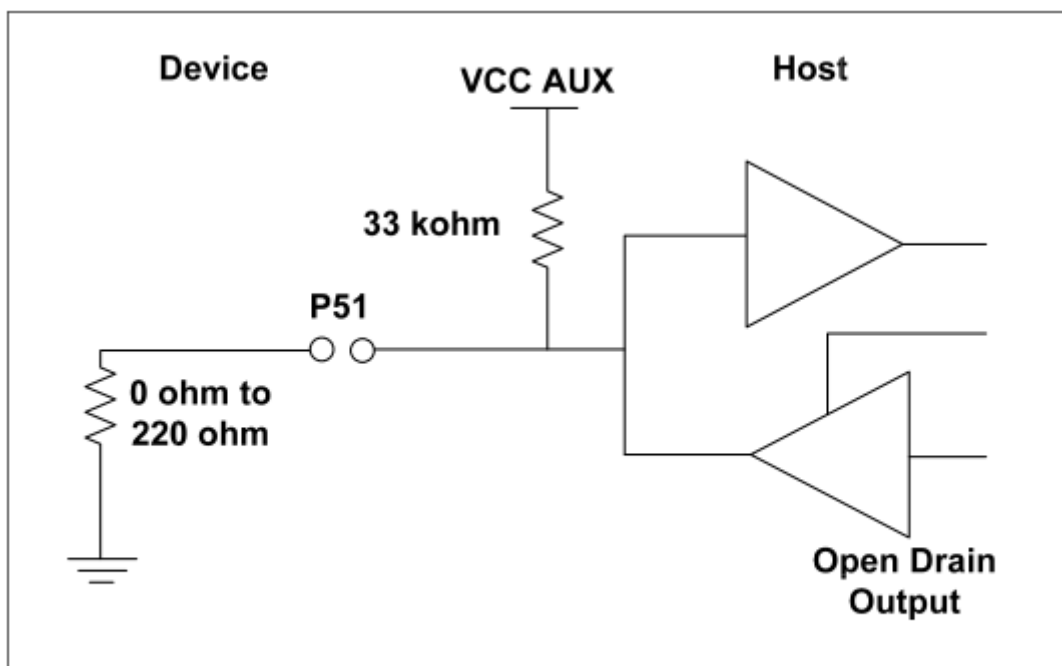 Device
VCC AUX
Host
33 kohm
P51
0 ohm to
220 ohm
Open Drain
Output